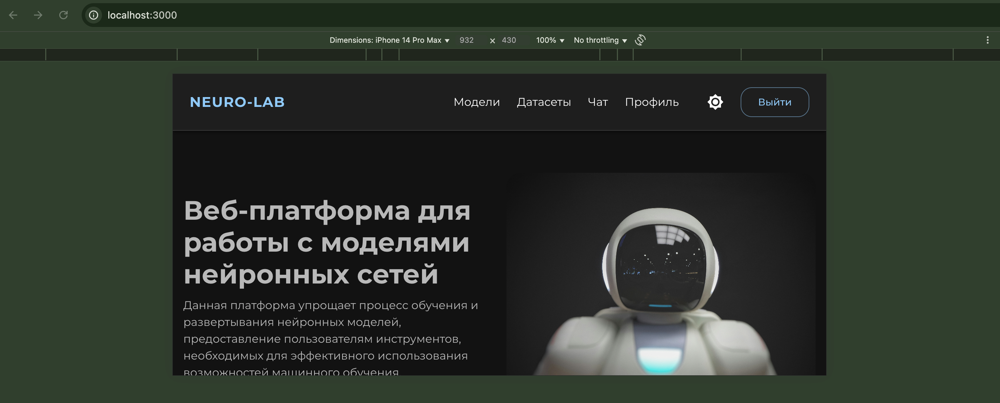 localhost:3000
Dimensions: iPhone 14 Pro Max 932 × 430 100% No throttling
NEURO-LAB Модели Датасеты Чат Профиль Выйти
Веб-платформа для
работы с моделями
нейронных сетей
Данная платформа упрощает процесс обучения и
развертывания нейронных моделей,
предоставление пользователям инструментов,
необходимых для эффективного использования
возможностей машинного обучения